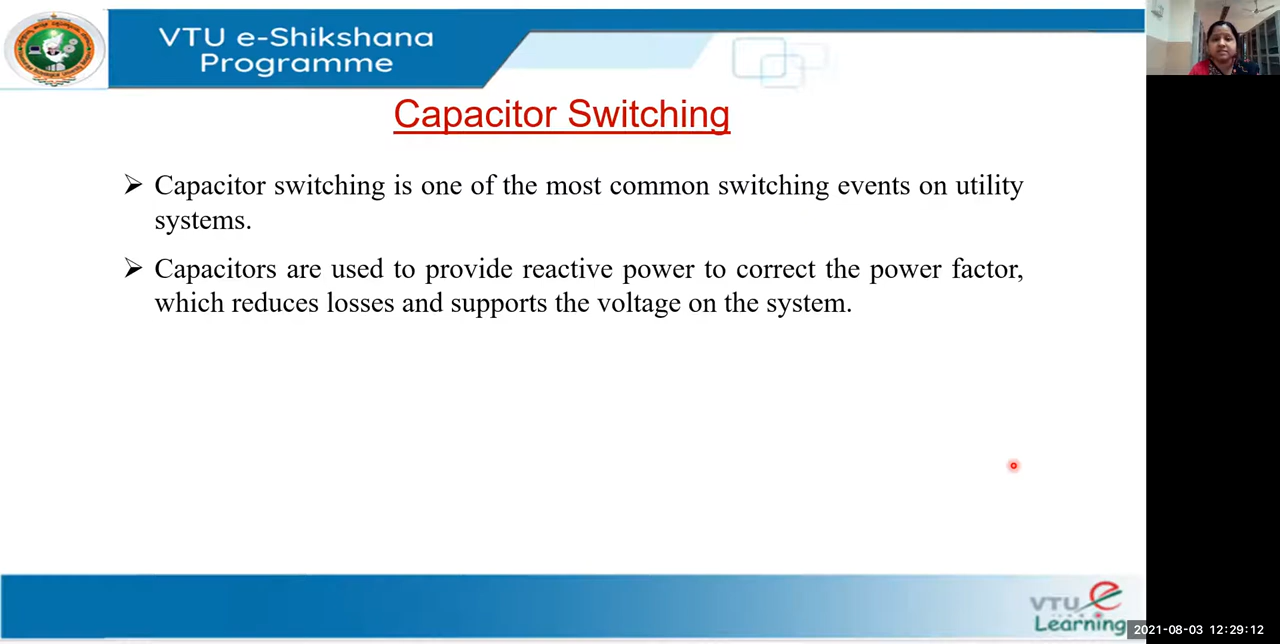 VTU e-Shikshana
Programme
Capacitor Switching
➢ Capacitor switching is one of the most common switching events on utility
systems.
➢ Capacitors are used to provide reactive power to correct the power factor,
which reduces losses and supports the voltage on the system.
VTU e
Learning
2021-08-03 12:29:12